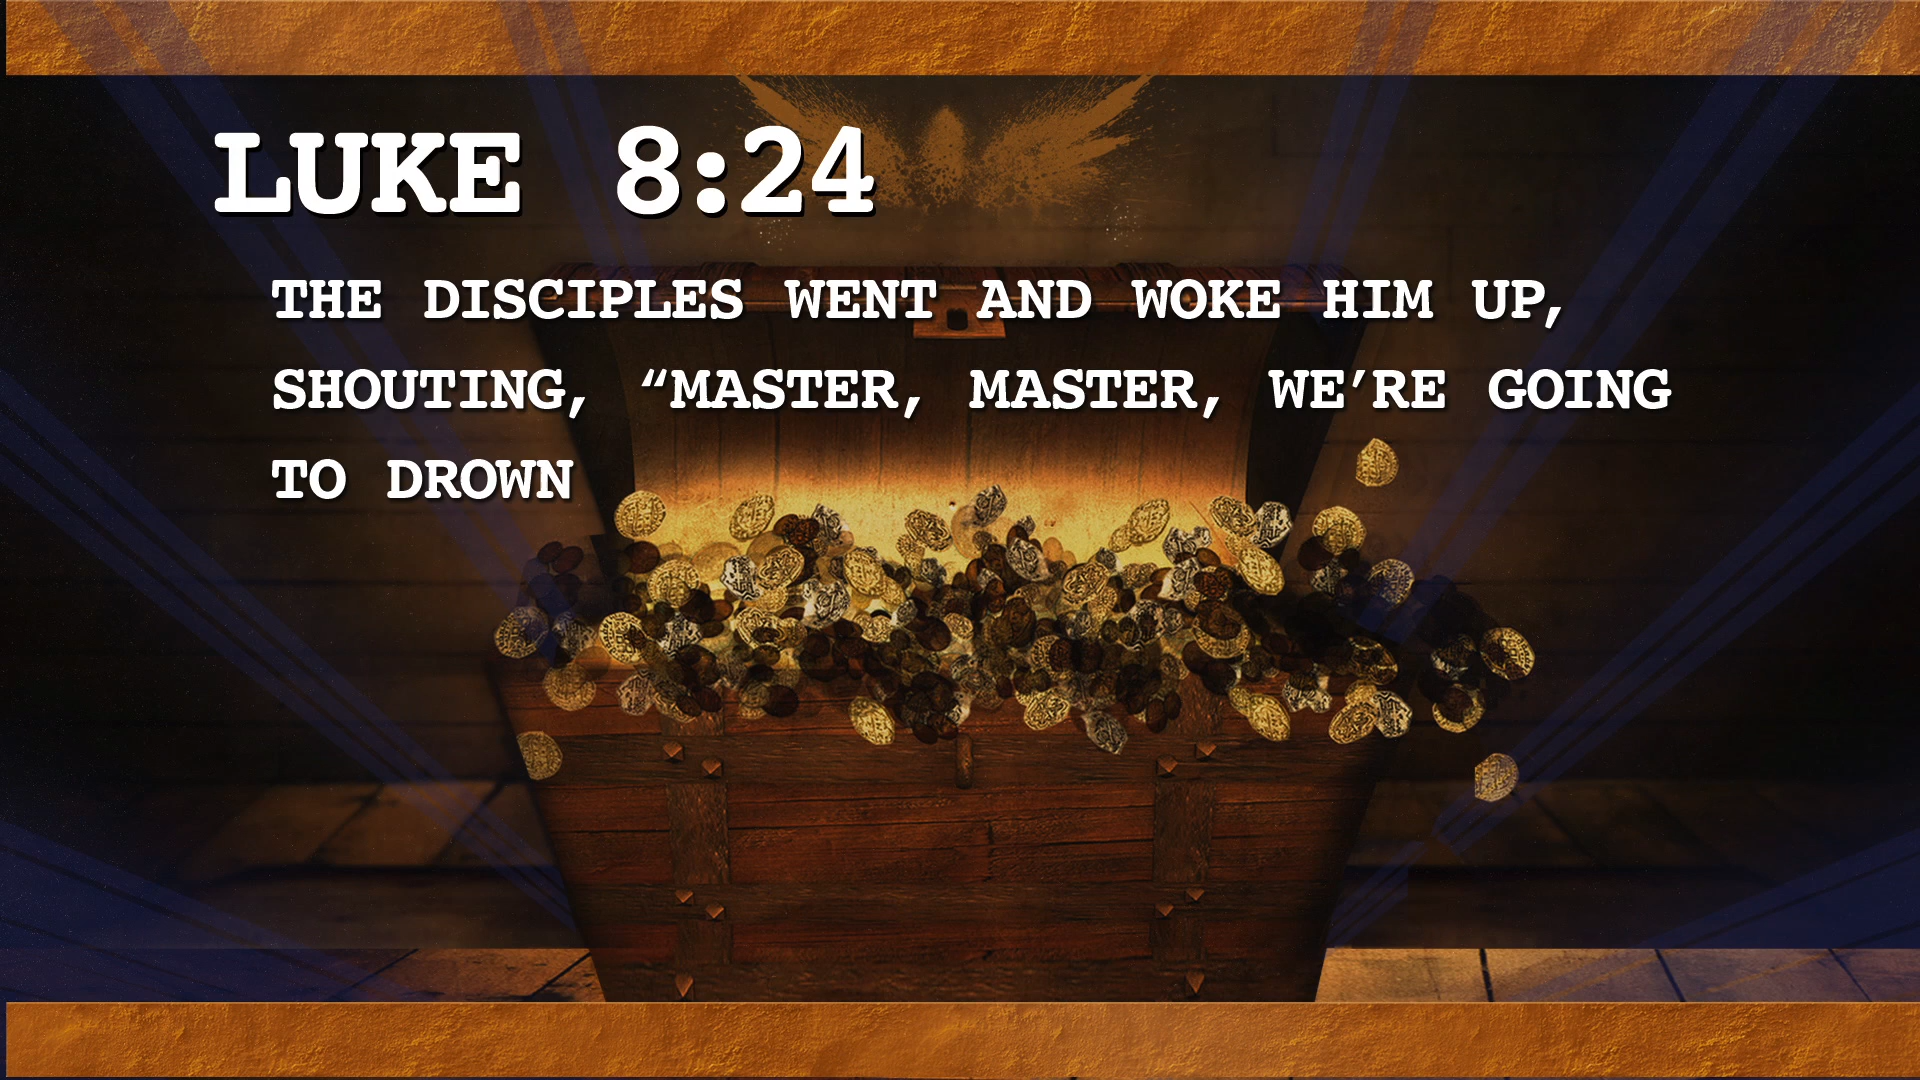 LUKE 8:24
THE DISCIPLES WENT AND WOKE HIM UP,
SHOUTING, “MASTER, MASTER, WE’RE GOING
TO DROWN